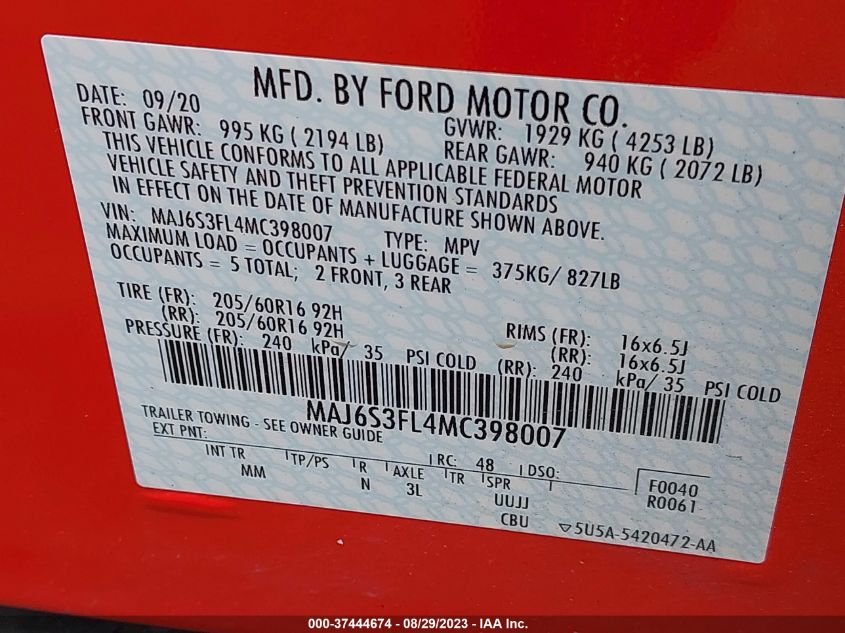 MFD. BY FORD MOTOR CO.
DATE: 09/20 GVWR: 1929 KG ( 4253 LB)
FRONT GAWR: 995 KG ( 2194 LB) REAR GAWR: 940 KG ( 2072 LB)
THIS VEHICLE CONFORMS TO ALL APPLICABLE FEDERAL MOTOR
VEHICLE SAFETY AND THEFT PREVENTION STANDARDS
IN EFFECT ON THE DATE OF MANUFACTURE SHOWN ABOVE.
VIN: MAJ6S3FL4MC398007 TYPE: MPV
MAXIMUM LOAD = OCCUPANTS + LUGGAGE = 375KG/ 827LB
OCCUPANTS = 5 TOTAL; 2 FRONT, 3 REAR
TIRE (FR): 205/60R16 92H RIMS (FR): 16x6.5J
(RR): 205/60R16 92H (RR): 16x6.5J
PRESSURE (FR): 240 kPa/ 35 PSI COLD (RR): 240 kPa/ 35 PSI COLD
MAJ6S3FL4MC398007
TRAILER TOWING - SEE OWNER GUIDE
EXT PNT: RC: 48 DSO: F0040
INT TR TP/PS R AXLE TR SPR R0061
MM N 3L UUJJ
CBU 5U5A-5420472-AA
000-37444674 - 08/29/2023 - IAA Inc.